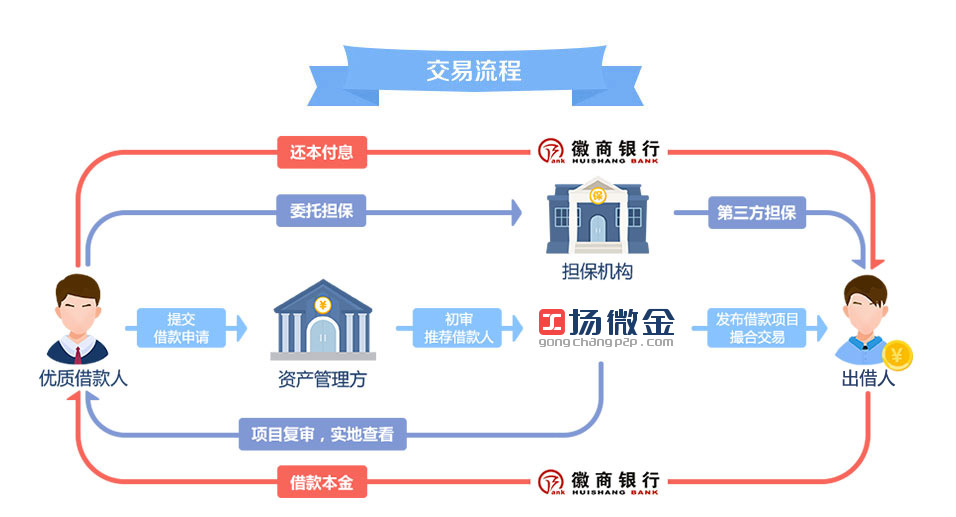 交易流程
还本付息
徽商银行
HUISHANG BANK
Bank
委托担保
保
第三方担保
担保机构
提交
借款申请
¥
初审
推荐借款人
工场微金
gongchangp2p.com
发布借款项目
撮合交易
¥
优质借款人
资产管理方
出借人
项目复审，实地查看
借款本金
徽商银行
HUISHANG BANK
Bank